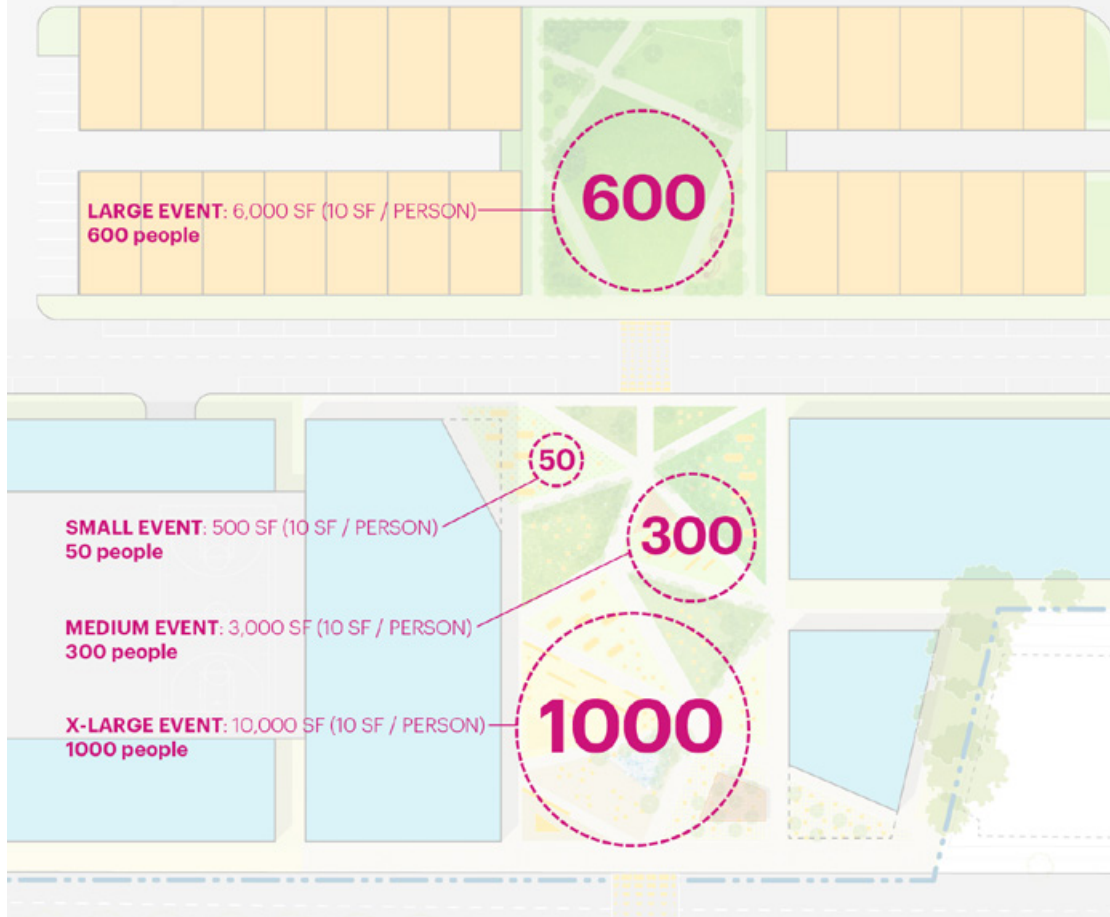 600
LARGE EVENT: 6,000 SF (10 SF / PERSON)
600 people
50
SMALL EVENT: 500 SF (10 SF / PERSON)
50 people
300
MEDIUM EVENT: 3,000 SF (10 SF / PERSON)
300 people
1000
X-LARGE EVENT: 10,000 SF (10 SF / PERSON)
1000 people